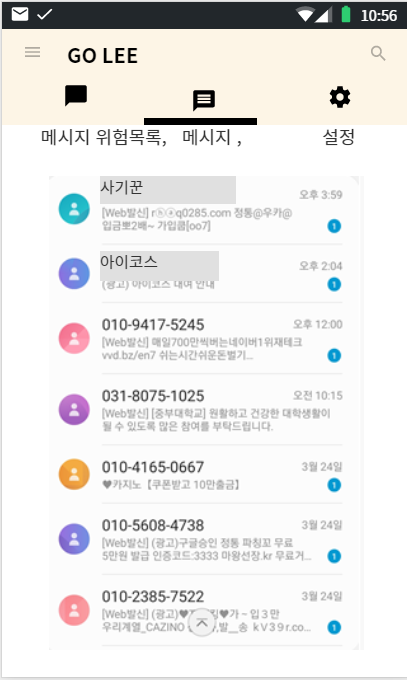 10:56
GO LEE
메시지 위험목록, 메시지 , 설정
사기꾼
오후 3:59
[Web발신] rⓗⓐq0285.com 정통@우카@
입금뽀2배~ 가입콤[oo7]
1
아이코스
오후 2:04
(광고) 아이코스 대여 안내
1
010-9417-5245
오후 12:00
[Web발신] 매일700만씩버는네이버1위재테크
vvd.bz/en7 쉬는시간쉬운돈벌기...
1
031-8075-1025
오전 10:15
[Web발신] [중부대학교] 원활하고 건강한 대학생활이
될 수 있도록 많은 참여를 부탁드립니다.
010-4165-0667
3월 24일
♥카지노【쿠폰받고 10만출금】
1
010-5608-4738
3월 24일
[Web발신] (광고)구글승인 정통 파칭꼬 무료
5만원 발급 인증코드:3333 마왕선장.kr 무료거...
1
010-2385-7522
3월 24일
[Web발신] (광고)♥ 가 ~ 입 3 만
우리계열_CAZINO 발__송 kV39r.co...
1